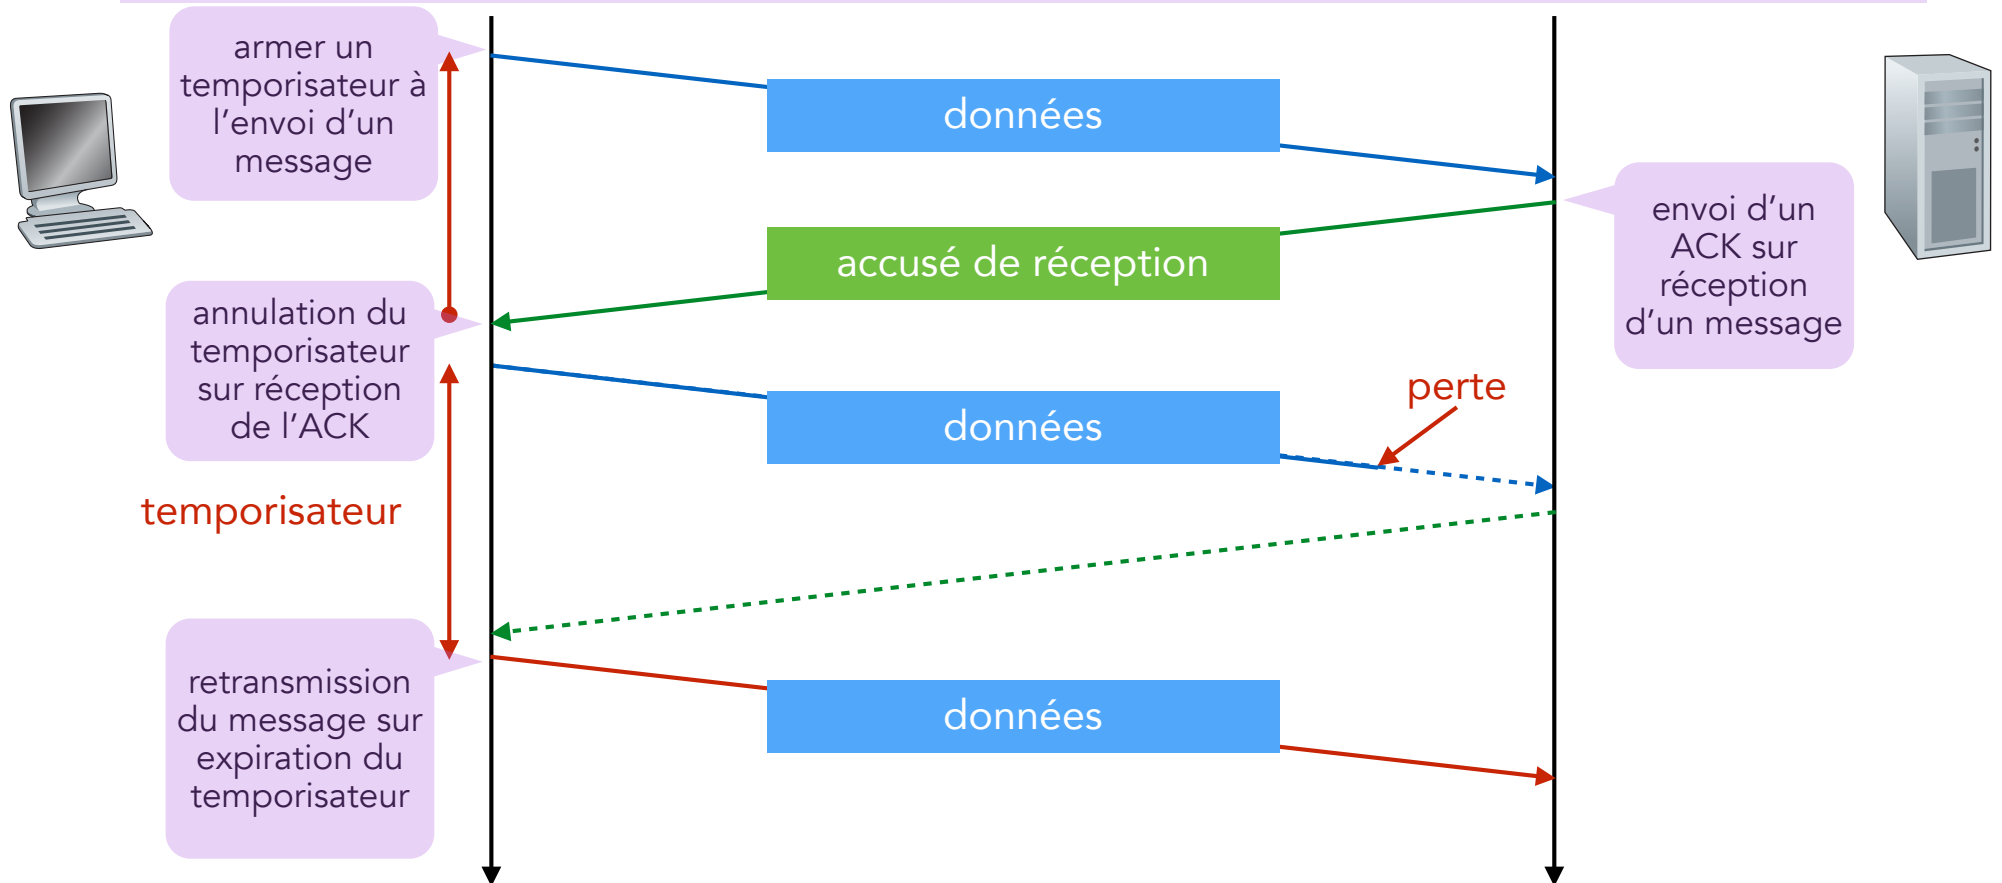 armer un
temporisateur à
l’envoi d’un
message
données
envoi d’un
ACK sur
réception
d’un message
accusé de réception
annulation du
temporisateur
sur réception
de l’ACK
perte
données
temporisateur
retransmission
du message sur
expiration du
temporisateur
données